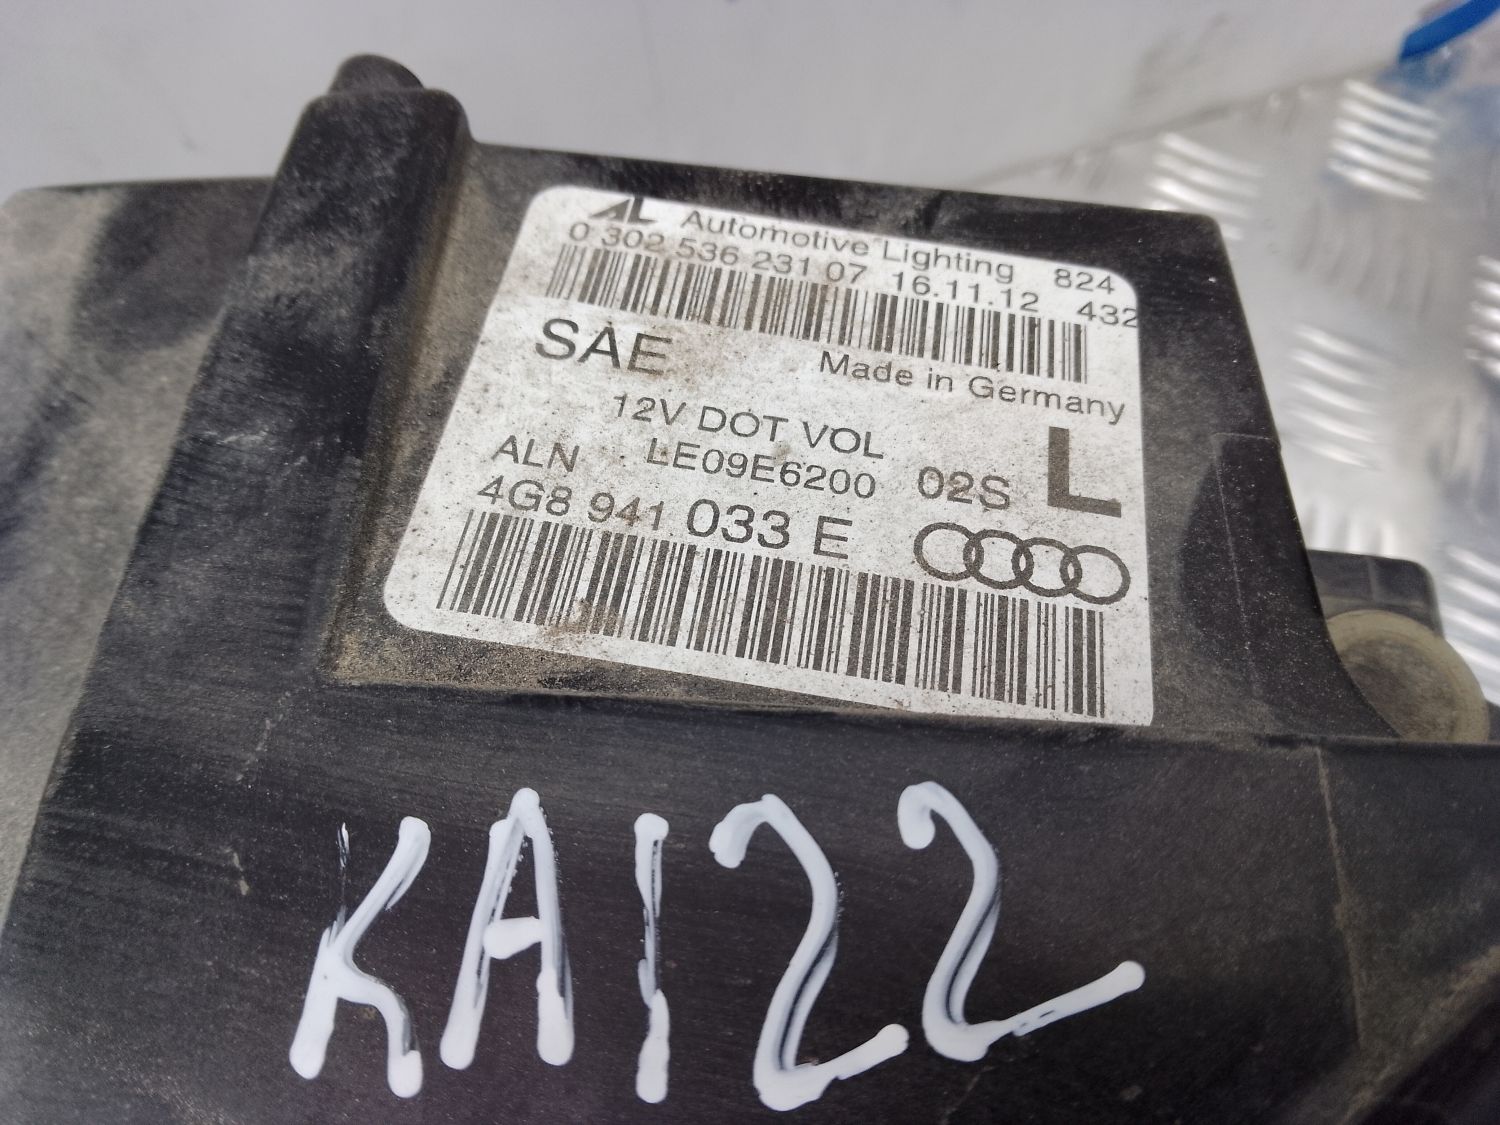 AL Automotive Lighting 824
0 302 536 231 07 16.11.12 432
SAE
Made in Germany
12V DOT VOL
ALN LE09E6200 02S L
4G8 941 033 E
KA122